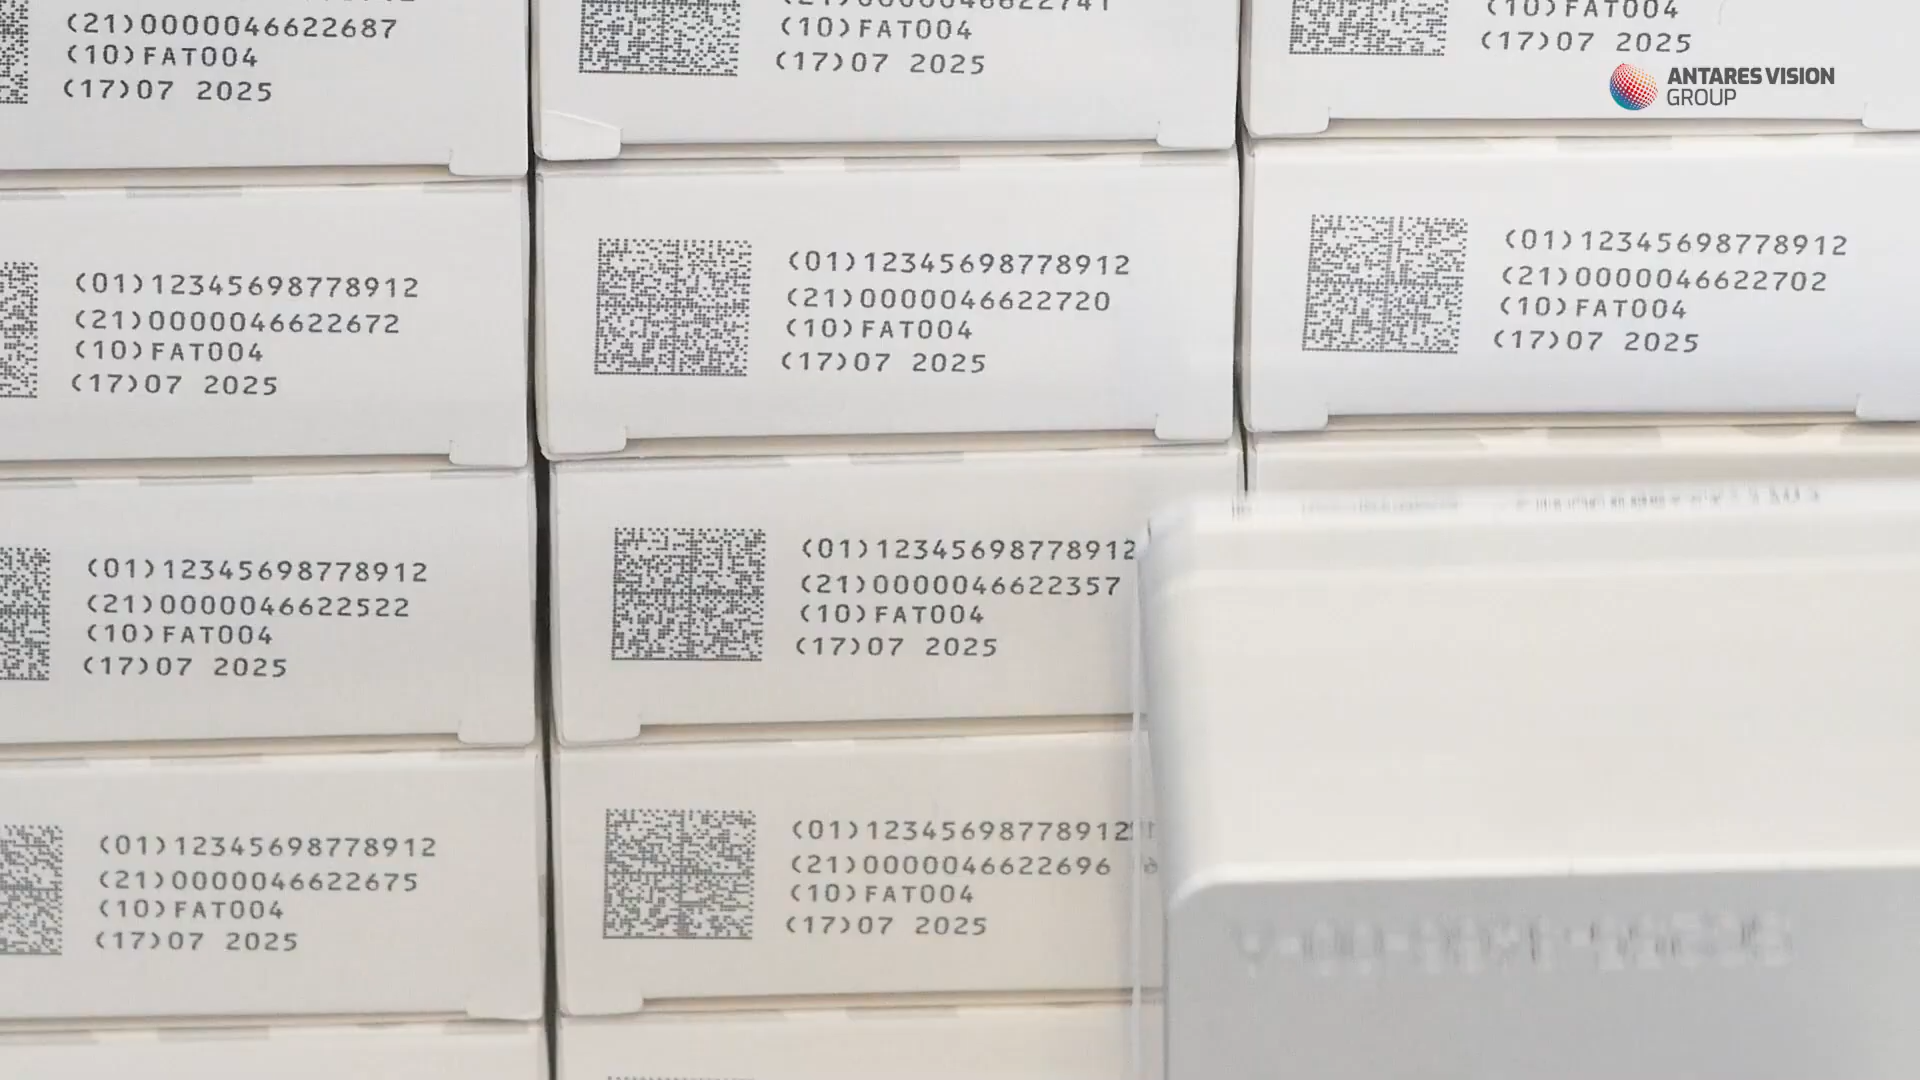 (21)0000046622687
(10)FAT004
(17)07 2025
(10)FAT004
(17)07 2025
(10)FAT004
(17)07 2025
ANTARES VISION
GROUP
(01)12345698778912
(21)0000046622672
(10)FAT004
(17)07 2025
(01)12345698778912
(21)0000046622720
(10)FAT004
(17)07 2025
(01)12345698778912
(21)0000046622702
(10)FAT004
(17)07 2025
(01)12345698778912
(21)0000046622522
(10)FAT004
(17)07 2025
(01)12345698778912
(21)0000046622357
(10)FAT004
(17)07 2025
(01)12345698778912
(21)0000046622675
(10)FAT004
(17)07 2025
(01)12345698778912
(21)0000046622696
(10)FAT004
(17)07 2025